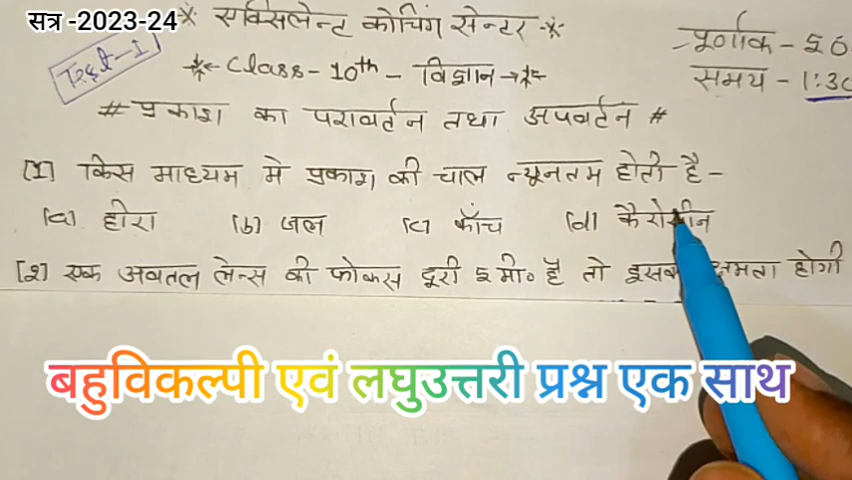 सत्र -2023-24
* एक्सिलेन्ट कोचिंग सेन्टर *
Test-I
पूर्णांक - 50
* Class - 10th - विज्ञान *
समय - 1:30
# प्रकाश का परावर्तन तथा अपवर्तन #
[1] किस माध्यम मे प्रकाश की चाल न्यूनतम होती है -
(a) हीरा (b) जल (c) काँच (d) कैरोसीन
[2] एक अवतल लेन्स की फोकस दूरी 5 मी० है तो इसकी क्षमता होगी
बहुविकल्पी एवं लघुउत्तरी प्रश्न एक साथ